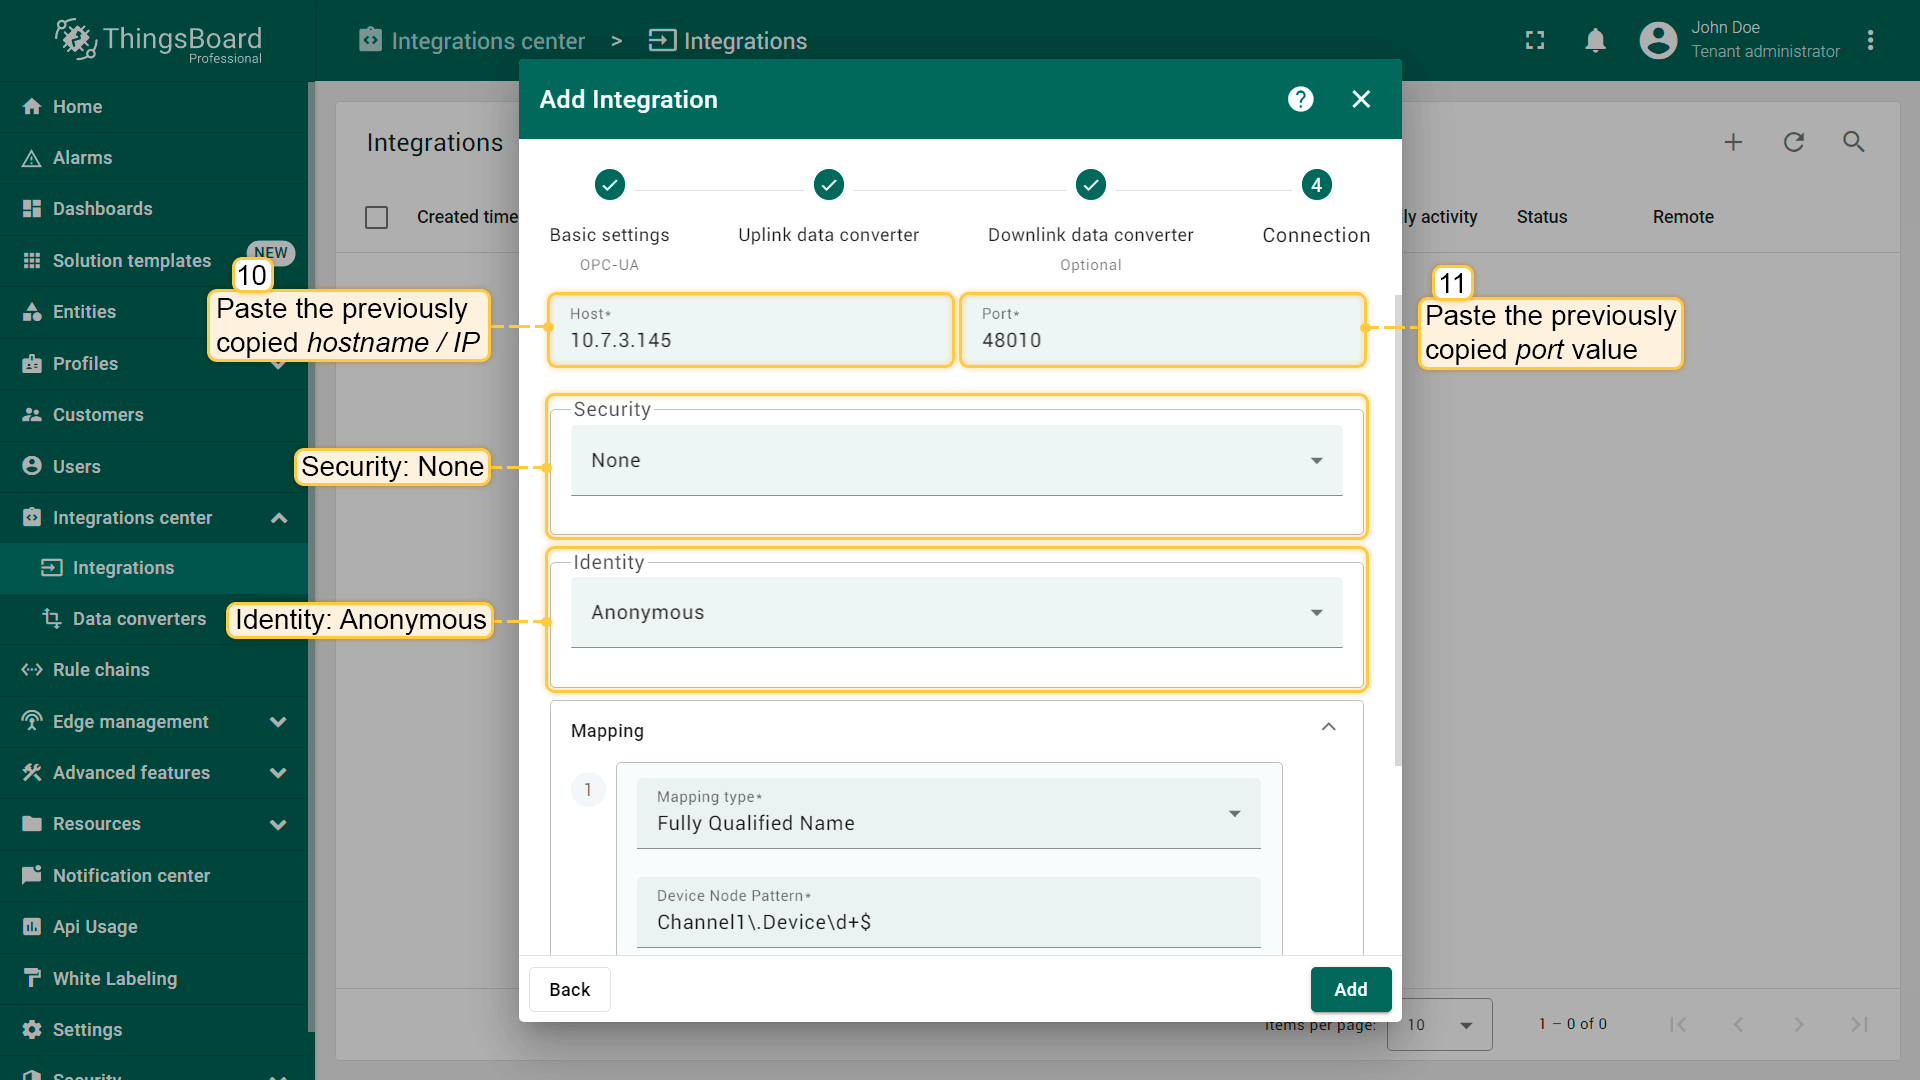 ThingsBoard
Professional
Integrations center > Integrations
John Doe
Tenant administrator
Home
Alarms
Dashboards
Solution templates
NEW
Entities
Profiles
Customers
Users
Integrations center
Integrations
Data converters
Rule chains
Edge management
Advanced features
Resources
Notification center
Api Usage
White Labeling
Settings
Security
Integrations
Created time
ly activity
Status
Remote
Add Integration
?
4
Basic settings
OPC-UA
Uplink data converter
Downlink data converter
Optional
Connection
10
Paste the previously
copied hostname / IP
Host*
10.7.3.145
Port*
48010
11
Paste the previously
copied port value
Security
None
Security: None
Identity
Anonymous
Identity: Anonymous
Mapping
1
Mapping type*
Fully Qualified Name
Device Node Pattern*
Channel1\.Device\d+$
Back
Add
Items per page:
10
1 – 0 of 0